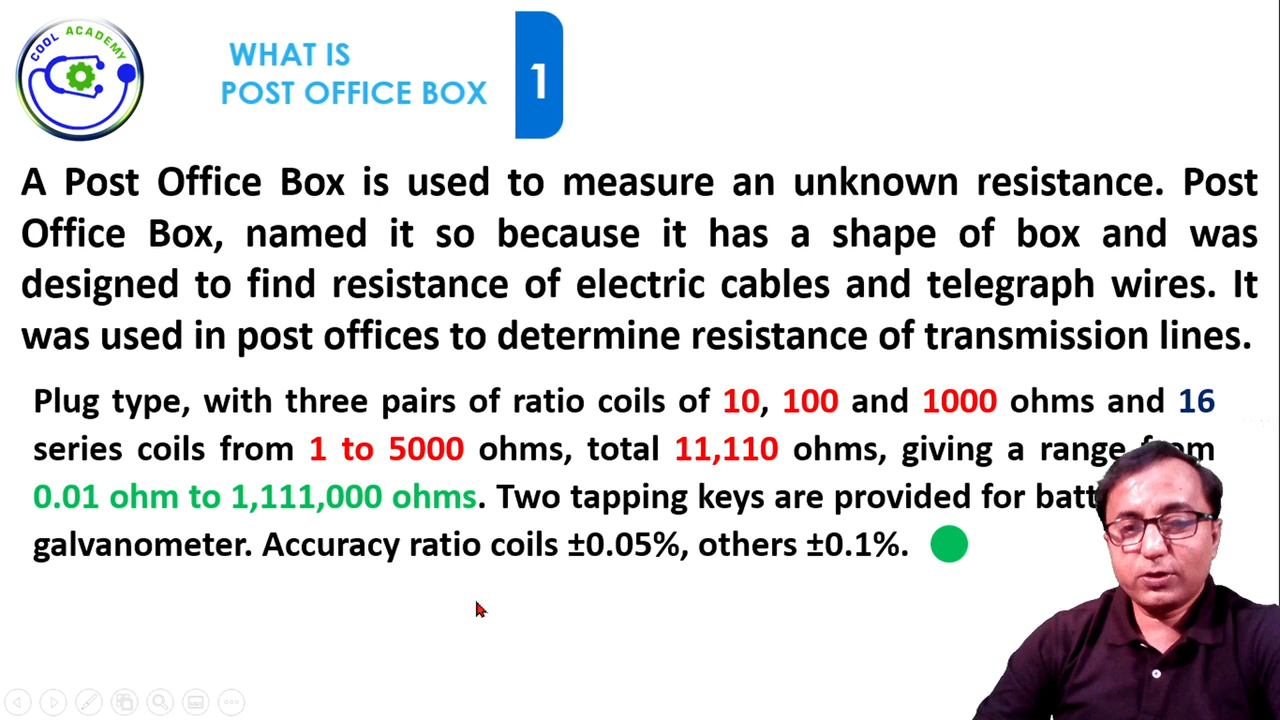 COOL ACADEMY
WHAT IS
POST OFFICE BOX
1
A Post Office Box is used to measure an unknown resistance. Post
Office Box, named it so because it has a shape of box and was
designed to find resistance of electric cables and telegraph wires. It
was used in post offices to determine resistance of transmission lines.
Plug type, with three pairs of ratio coils of 10, 100 and 1000 ohms and 16
series coils from 1 to 5000 ohms, total 11,110 ohms, giving a range from
0.01 ohm to 1,111,000 ohms. Two tapping keys are provided for
galvanometer. Accuracy ratio coils ±0.05%, others ±0.1%.